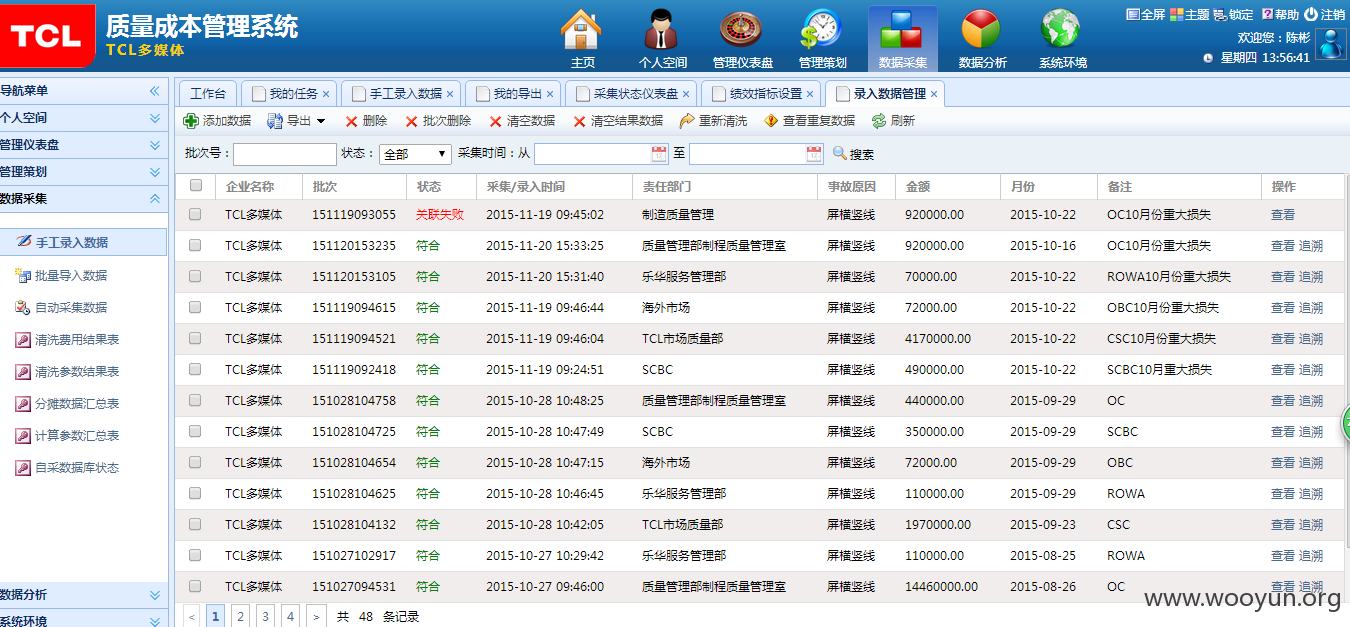 TCL 质量成本管理系统
TCL多媒体
主页 个人空间 管理仪表盘 管理策划 数据采集 数据分析 系统环境
全屏 主题 锁定 帮助 注销
欢迎您：陈彬
星期四 13:56:41
导航菜单
个人空间
管理仪表盘
管理策划
数据采集
手工录入数据
批量导入数据
自动采集数据
清洗费用结果表
清洗参数结果表
分摊数据汇总表
计算参数汇总表
自采数据库状态
数据分析
系统环境
工作台 我的任务 × 手工录入数据 × 我的导出 × 采集状态仪表盘 × 绩效指标设置 × 录入数据管理 ×
添加数据 导出 删除 批次删除 清空数据 清空结果数据 重新清洗 查看重复数据 刷新
批次号： 状态： 全部 采集时间：从 至 搜索
企业名称 批次 状态 采集/录入时间 责任部门 事故原因 金额 月份 备注 操作
TCL多媒体 151119093055 关联失败 2015-11-19 09:45:02 制造质量管理 屏横竖线 920000.00 2015-10-22 OC10月份重大损失 查看
TCL多媒体 151120153235 符合 2015-11-20 15:33:25 质量管理部制程质量管理室 屏横竖线 920000.00 2015-10-16 OC10月份重大损失 查看 追溯
TCL多媒体 151120153105 符合 2015-11-20 15:31:40 乐华服务管理部 屏横竖线 70000.00 2015-10-22 ROWA10月份重大损失 查看 追溯
TCL多媒体 151119094615 符合 2015-11-19 09:46:44 海外市场 屏横竖线 72000.00 2015-10-22 OBC10月份重大损失 查看 追溯
TCL多媒体 151119094521 符合 2015-11-19 09:46:04 TCL市场质量部 屏横竖线 4170000.00 2015-10-22 CSC10月份重大损失 查看 追溯
TCL多媒体 151119092418 符合 2015-11-19 09:24:51 SCBC 屏横竖线 490000.00 2015-10-22 SCBC10月重大损失 查看 追溯
TCL多媒体 151028104758 符合 2015-10-28 10:48:25 质量管理部制程质量管理室 屏横竖线 440000.00 2015-09-29 OC 查看 追溯
TCL多媒体 151028104725 符合 2015-10-28 10:47:49 SCBC 屏横竖线 350000.00 2015-09-29 SCBC 查看 追溯
TCL多媒体 151028104654 符合 2015-10-28 10:47:15 海外市场 屏横竖线 72000.00 2015-09-29 OBC 查看 追溯
TCL多媒体 151028104625 符合 2015-10-28 10:46:45 乐华服务管理部 屏横竖线 110000.00 2015-09-29 ROWA 查看 追溯
TCL多媒体 151028104132 符合 2015-10-28 10:42:05 TCL市场质量部 屏横竖线 1970000.00 2015-09-23 CSC 查看 追溯
TCL多媒体 151027102917 符合 2015-10-27 10:29:42 乐华服务管理部 屏横竖线 110000.00 2015-08-25 ROWA 查看 追溯
TCL多媒体 151027094531 符合 2015-10-27 09:46:00 质量管理部制程质量管理室 屏横竖线 14460000.00 2015-08-26 OC 查看 追溯
< 1 2 3 4 > 共 48 条记录
www.wooyun.org